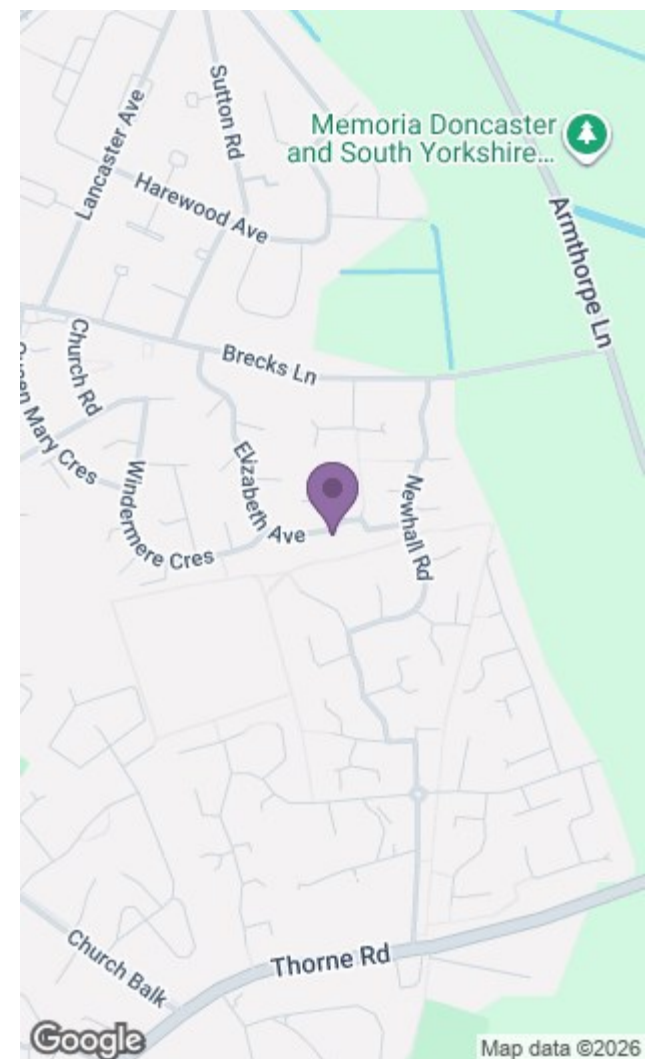 Sutton Rd
Lancaster Ave
Memoria Doncaster
and South Yorkshire...
Harewood Ave
Armthorpe Ln
Church Rd
Brecks Ln
Mary Cres
Windermere Cres
Elizabeth Ave
Newhall Rd
Church Balk
Thorne Rd
Google
Map data ©2026